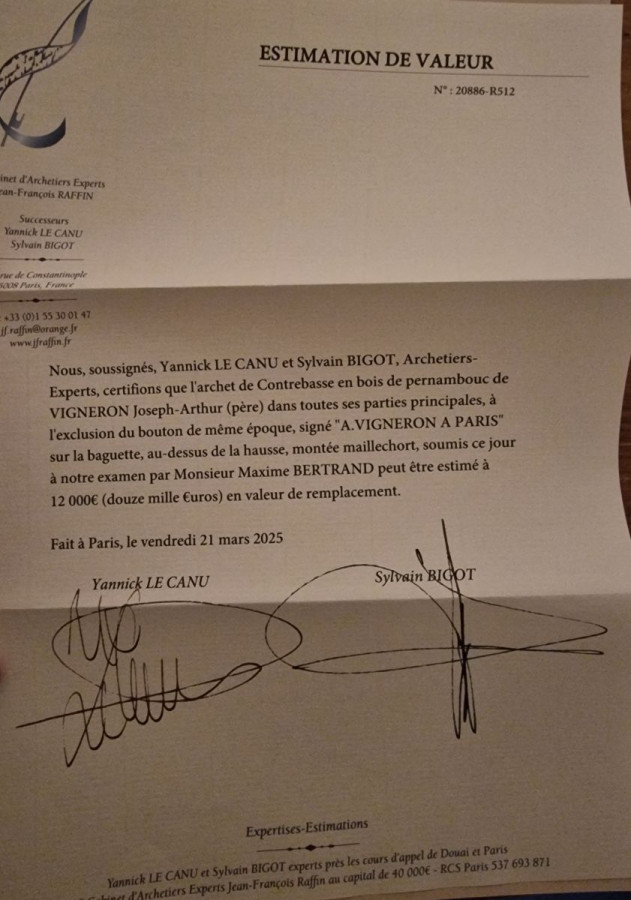 ESTIMATION DE VALEUR
N° : 20886-R512
inet d'Archetiers Experts
ean-François RAFFIN
Successeurs
Yannick LE CANU
Sylvain BIGOT
rue de Constantinople
5008 Paris, France
: +33 (0)1 55 30 01 47
jf.raffin@orange.fr
www.jfraffin.fr
Nous, soussignés, Yannick LE CANU et Sylvain BIGOT, Archetiers-
Experts, certifions que l'archet de Contrebasse en bois de pernambouc de
VIGNERON Joseph-Arthur (père) dans toutes ses parties principales, à
l'exclusion du bouton de même époque, signé "A.VIGNERON A PARIS"
sur la baguette, au-dessus de la hausse, montée maillechort, soumis ce jour
à notre examen par Monsieur Maxime BERTRAND peut être estimé à
12 000€ (douze mille €uros) en valeur de remplacement.
Fait à Paris, le vendredi 21 mars 2025
Yannick LE CANU
Sylvain BIGOT
Expertises-Estimations
Yannick LE CANU et Sylvain BIGOT experts près les cours d'appel de Douai et Paris
d'Archetiers Experts Jean-François Raffin au capital de 40 000€ - RCS Paris 537 693 871